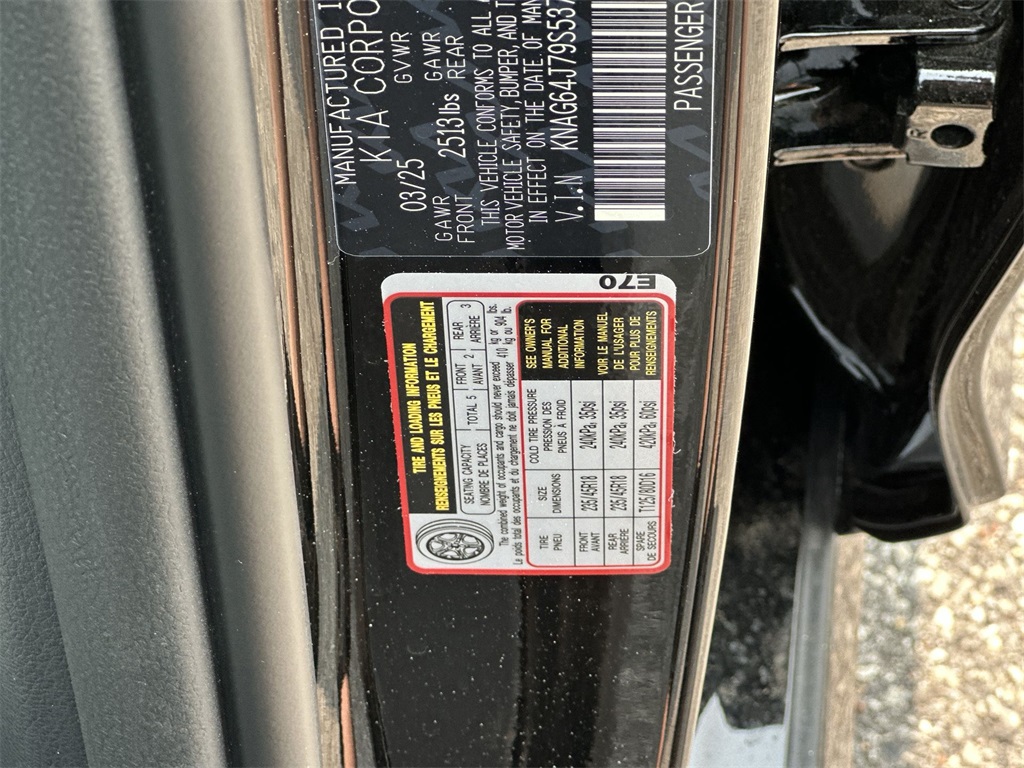 MANUFACTURED
KIA CORPO
03/25 GVWR
GAWR FRONT 2513lbs GAWR REAR
THIS VEHICLE CONFORMS TO ALL
MOTOR VEHICLE SAFETY, BUMPER, AND
IN EFFECT ON THE DATE OF MAN
V.I.N KNAG64J79S537
PASSENGER
E70
TIRE AND LOADING INFORMATION
RENSEIGNEMENTS SUR LES PNEUS ET LE CHARGEMENT
SEATING CAPACITY TOTAL 5 FRONT 2 REAR 3
NOMBRE DE PLACES AVANT ARRIÈRE
The combined weight of occupants and cargo should never exceed 410 kg or 904 lbs.
Le poids total des occupants et du chargement ne doit jamais dépasser kg ou lb.
TIRE SIZE COLD TIRE PRESSURE
PNEU DIMENSIONS PRESSION DES PNEUS À FROID
FRONT AVANT 235/45R18 240kPa, 35psi
REAR ARRIÈRE 235/45R18 240kPa, 35psi
SPARE DE SECOURS T125/80D16 420kPa, 60psi
SEE OWNER'S
MANUAL FOR
ADDITIONAL
INFORMATION
VOIR LE MANUEL
DE L'USAGER
POUR PLUS DE
RENSEIGNEMENTS